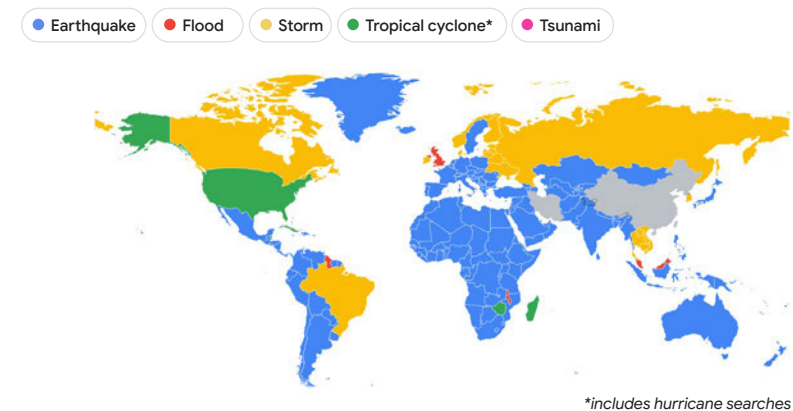 Earthquake Flood Storm Tropical cyclone* Tsunami
*includes hurricane searches